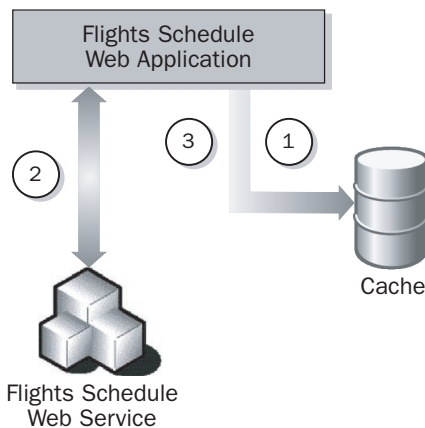 Flights Schedule
Web Application
3
1
2
Cache
Flights Schedule
Web Service